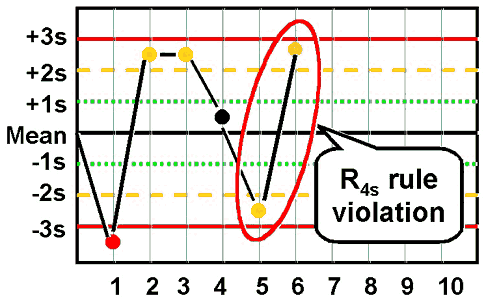 +3s
+2s
+1s
Mean
-1s
-2s
-3s
R4s rule
violation
1 2 3 4 5 6 7 8 9 10